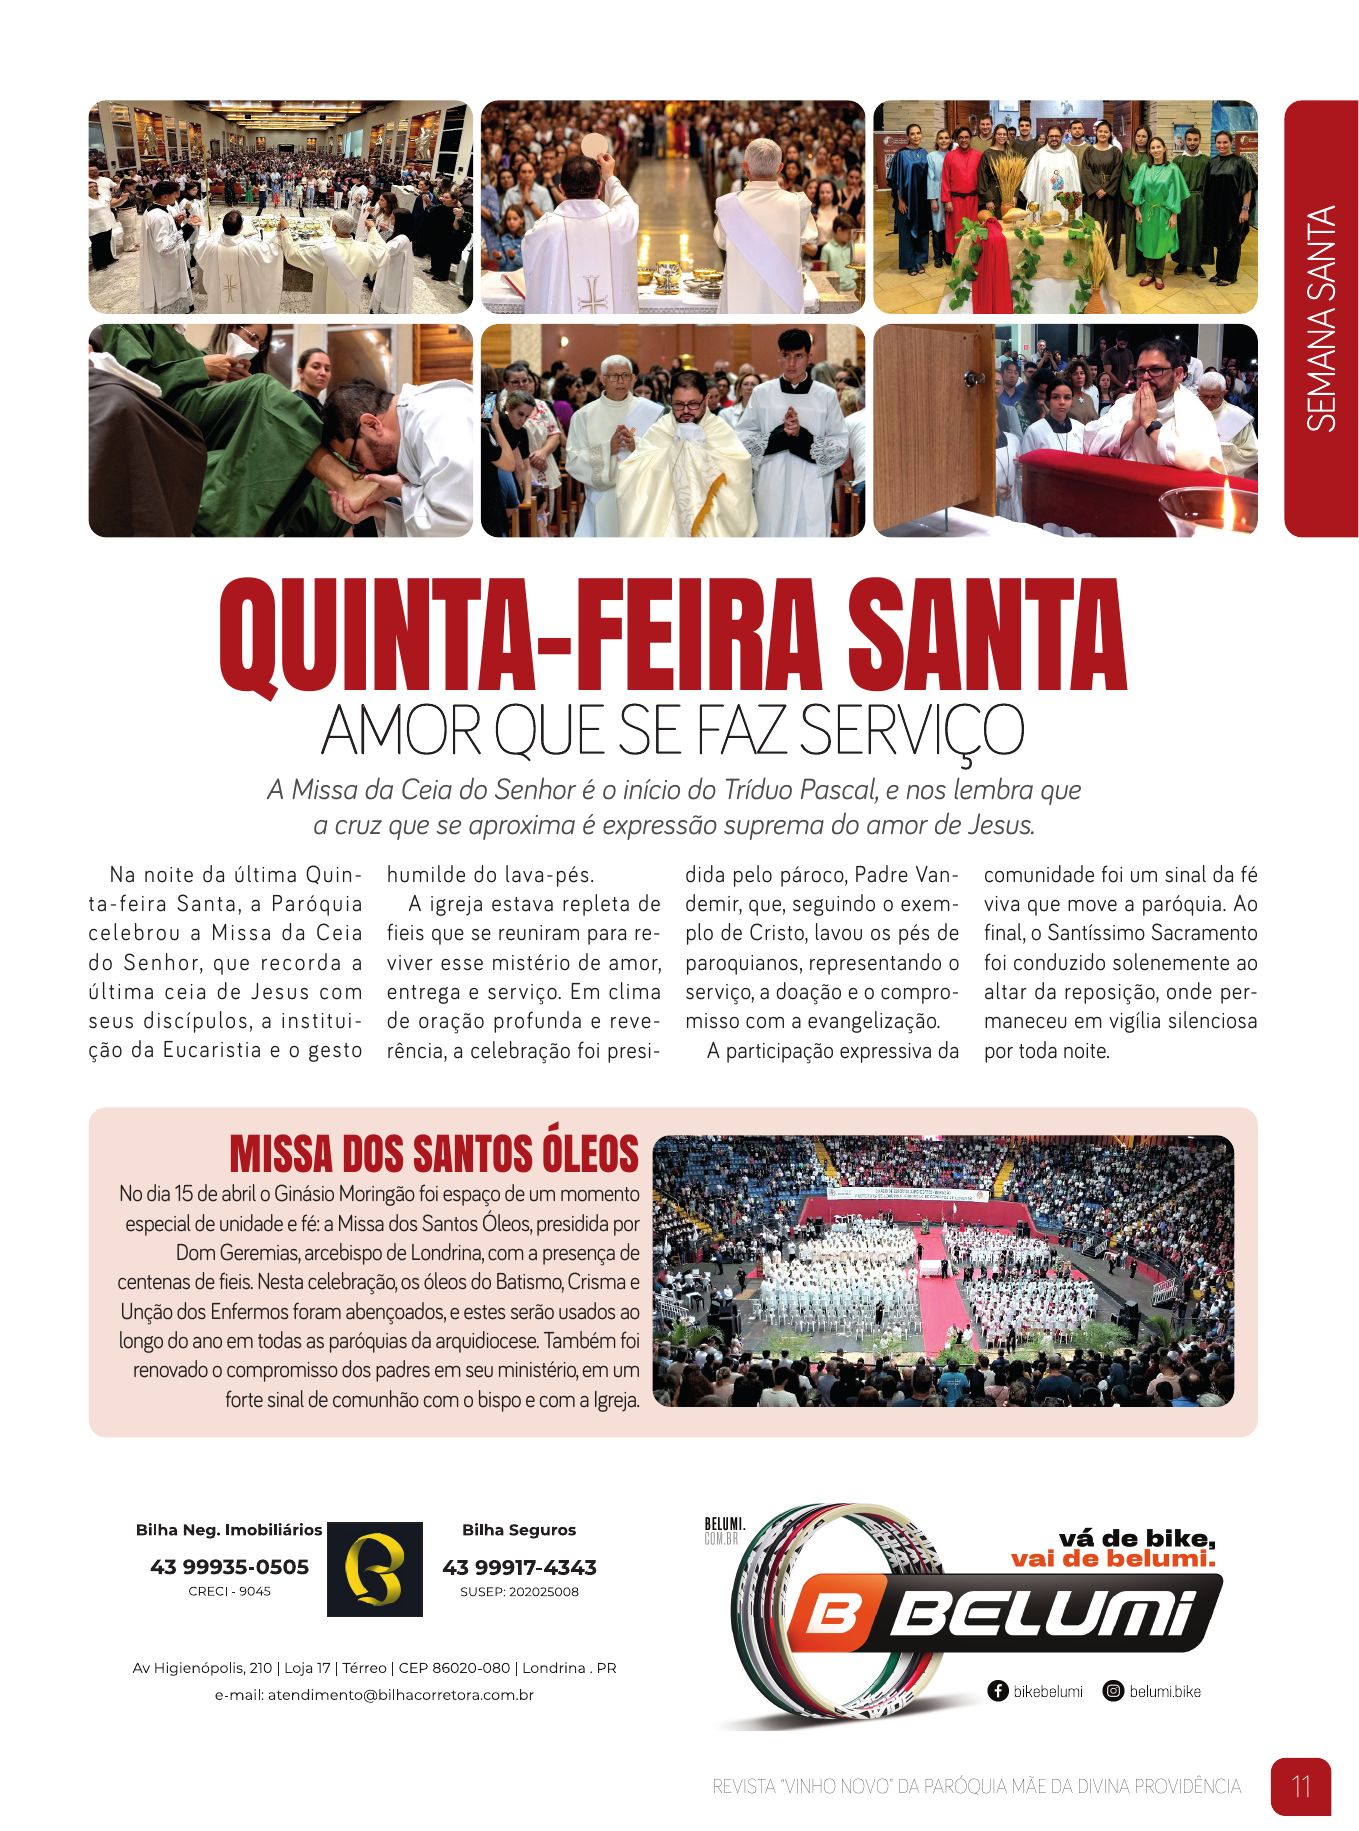 SEMANA SANTA
QUINTA-FEIRA SANTA
AMOR QUE SE FAZ SERVIÇO
A Missa da Ceia do Senhor é o início do Tríduo Pascal, e nos lembra que
a cruz que se aproxima é expressão suprema do amor de Jesus.
Na noite da última Quin-
ta-feira Santa, a Paróquia
celebrou a Missa da Ceia
do Senhor, que recorda a
última ceia de Jesus com
seus discípulos, a institui-
ção da Eucaristia e o gesto
humilde do lava-pés.
A igreja estava repleta de
fieis que se reuniram para re-
viver esse mistério de amor,
entrega e serviço. Em clima
de oração profunda e reve-
rência, a celebração foi presi-
dida pelo pároco, Padre Van-
demir, que, seguindo o exem-
plo de Cristo, lavou os pés de
paroquianos, representando o
serviço, a doação e o compro-
misso com a evangelização.
A participação expressiva da
comunidade foi um sinal da fé
viva que move a paróquia. Ao
final, o Santíssimo Sacramento
foi conduzido solenemente ao
altar da reposição, onde per-
maneceu em vigília silenciosa
por toda noite.
MISSA DOS SANTOS ÓLEOS
No dia 15 de abril o Ginásio Moringão foi espaço de um momento
especial de unidade e fé: a Missa dos Santos Óleos, presidida por
Dom Geremias, arcebispo de Londrina, com a presença de
centenas de fieis. Nesta celebração, os óleos do Batismo, Crisma e
Unção dos Enfermos foram abençoados, e estes serão usados ao
longo do ano em todas as paróquias da arquidiocese. Também foi
renovado o compromisso dos padres em seu ministério, em um
forte sinal de comunhão com o bispo e com a Igreja.
Bilha Neg. Imobiliários
43 99935-0505
CRECI - 9045
B
Bilha Seguros
43 99917-4343
SUSEP: 202025008
Av Higienópolis, 210 | Loja 17 | Térreo | CEP 86020-080 | Londrina . PR
e-mail: atendimento@bilhacorretora.com.br
BELUMI.
COM.BR
vá de bike,
vai de belumi.
B BELUMi
bikebelumi belumi.bike
REVISTA "VINHO NOVO" DA PARÓQUIA MÃE DA DIVINA PROVIDÊNCIA 11